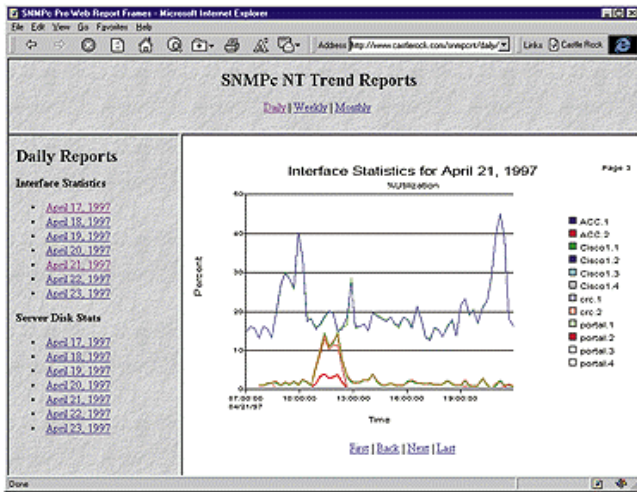 SNMPc Pro Web Report Frames - Microsoft Internet Explorer
File Edit View Go Favorites Help
Address http://www.castlerock.com/snreport/daily/ Links Castle Rock
SNMPc NT Trend Reports
Daily | Weekly | Monthly
Daily Reports
Interface Statistics
April 17, 1997
April 18, 1997
April 19, 1997
April 20, 1997
April 21, 1997
April 22, 1997
April 23, 1997
Server Disk Stats
April 17, 1997
April 18, 1997
April 19, 1997
April 20, 1997
April 21, 1997
April 22, 1997
April 23, 1997
Interface Statistics for April 21, 1997
Page 3
%Utilization
Percent
50
40
30
20
10
0
07:00:00 10:00:00 13:00:00 16:00:00 19:00:00
04/21/97
Time
ACC.1
ACC.2
Cisco1.1
Cisco1.2
Cisco1.3
Cisco1.4
crc.1
crc.2
portal.1
portal.2
portal.3
portal.4
First | Back | Next | Last
Done